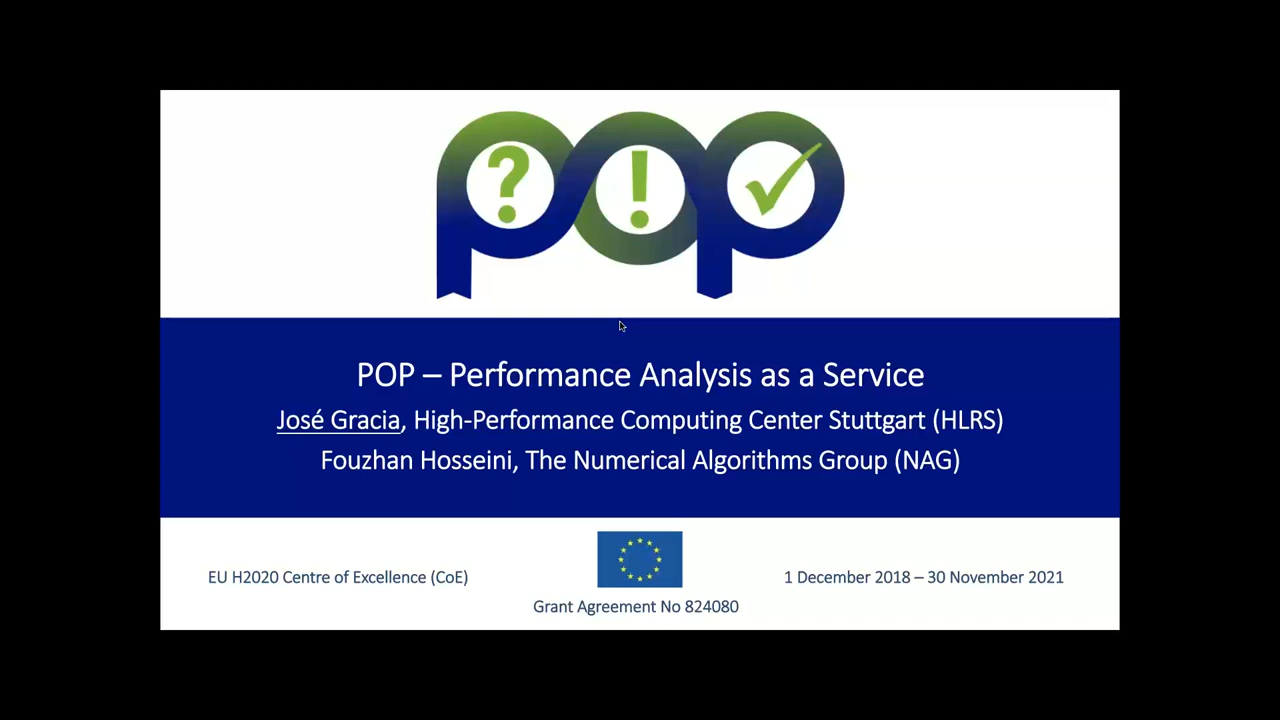 pop
? ! ✓
POP – Performance Analysis as a Service
José Gracia, High-Performance Computing Center Stuttgart (HLRS)
Fouzhan Hosseini, The Numerical Algorithms Group (NAG)
EU H2020 Centre of Excellence (CoE)
1 December 2018 – 30 November 2021
Grant Agreement No 824080